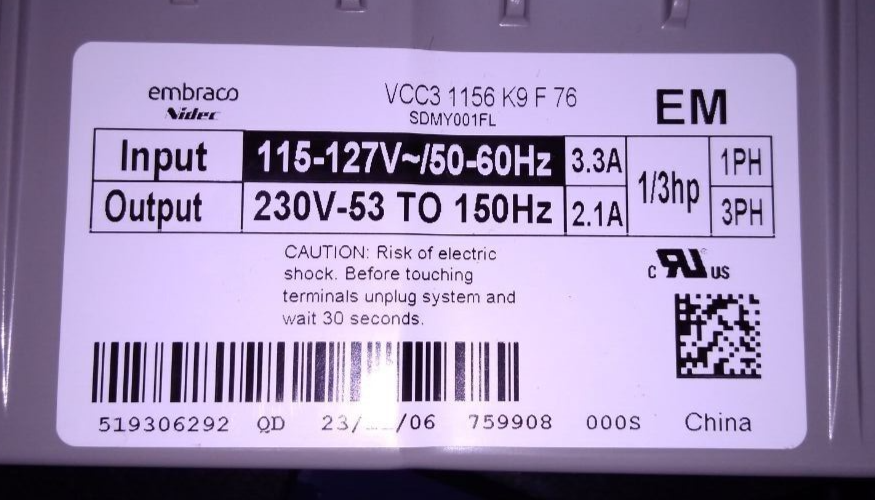 embraco
Nidec
VCC3 1156 K9 F 76
SDMY001FL
EM
Input 115-127V~/50-60Hz 3.3A 1/3hp 1PH
Output 230V-53 TO 150Hz 2.1A 3PH
CAUTION: Risk of electric
shock. Before touching
terminals unplug system and
wait 30 seconds.
c RU us
519306292 QD 23/ /06 759908 000S China